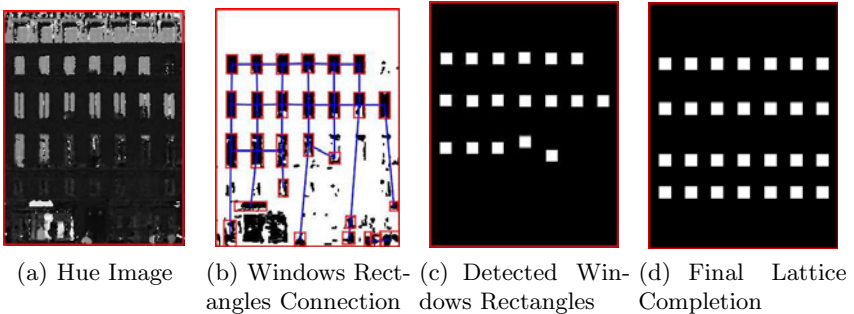 (a) Hue Image
(b) Windows Rect-
angles Connection
(c) Detected Win-
dows Rectangles
(d) Final Lattice
Completion